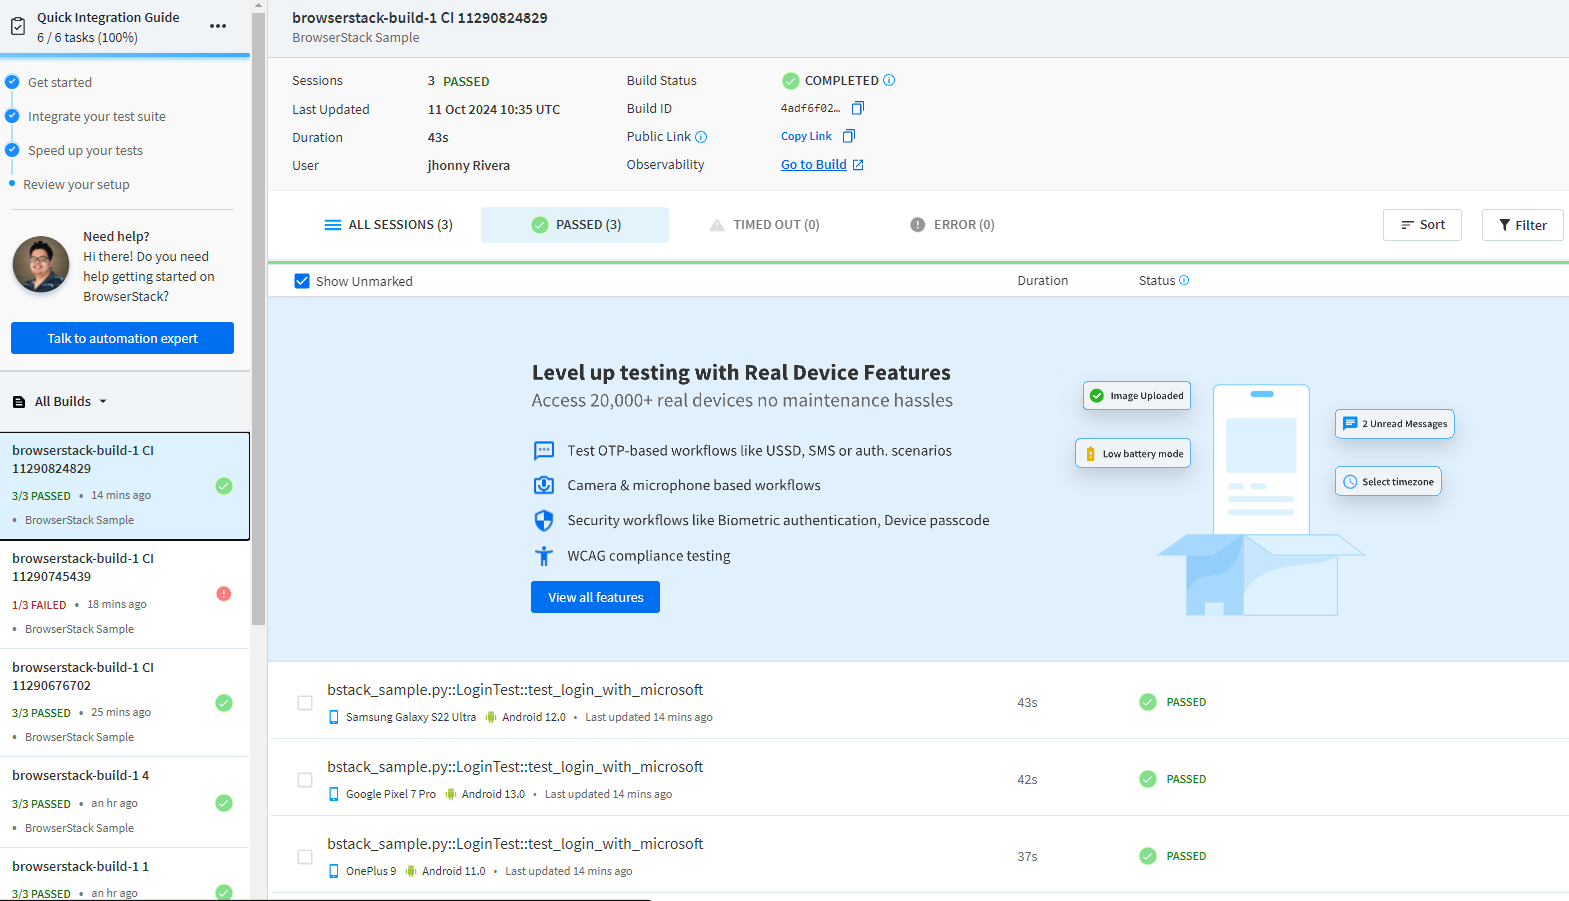 Quick Integration Guide
6 / 6 tasks (100%)
Get started
Integrate your test suite
Speed up your tests
Review your setup
Need help?
Hi there! Do you need
help getting started on
BrowserStack?
Talk to automation expert
All Builds
browserstack-build-1 CI
11290824829
3/3 PASSED • 14 mins ago
• BrowserStack Sample
browserstack-build-1 CI
11290745439
1/3 FAILED • 18 mins ago
• BrowserStack Sample
browserstack-build-1 CI
11290676702
3/3 PASSED • 25 mins ago
• BrowserStack Sample
browserstack-build-1 4
3/3 PASSED • an hr ago
• BrowserStack Sample
browserstack-build-1 1
3/3 PASSED • an hr ago
browserstack-build-1 CI 11290824829
BrowserStack Sample
Sessions 3 PASSED Build Status COMPLETED
Last Updated 11 Oct 2024 10:35 UTC Build ID 4adf6f02…
Duration 43s Public Link Copy Link
User jhonny Rivera Observability Go to Build
ALL SESSIONS (3) PASSED (3) TIMED OUT (0) ERROR (0) Sort Filter
Show Unmarked Duration Status
Level up testing with Real Device Features
Access 20,000+ real devices no maintenance hassles
Test OTP-based workflows like USSD, SMS or auth. scenarios
Camera & microphone based workflows
Security workflows like Biometric authentication, Device passcode
WCAG compliance testing
View all features
Image Uploaded
Low battery mode
2 Unread Messages
Select timezone
bstack_sample.py::LoginTest::test_login_with_microsoft 43s PASSED
Samsung Galaxy S22 Ultra Android 12.0 • Last updated 14 mins ago
bstack_sample.py::LoginTest::test_login_with_microsoft 42s PASSED
Google Pixel 7 Pro Android 13.0 • Last updated 14 mins ago
bstack_sample.py::LoginTest::test_login_with_microsoft 37s PASSED
OnePlus 9 Android 11.0 • Last updated 14 mins ago